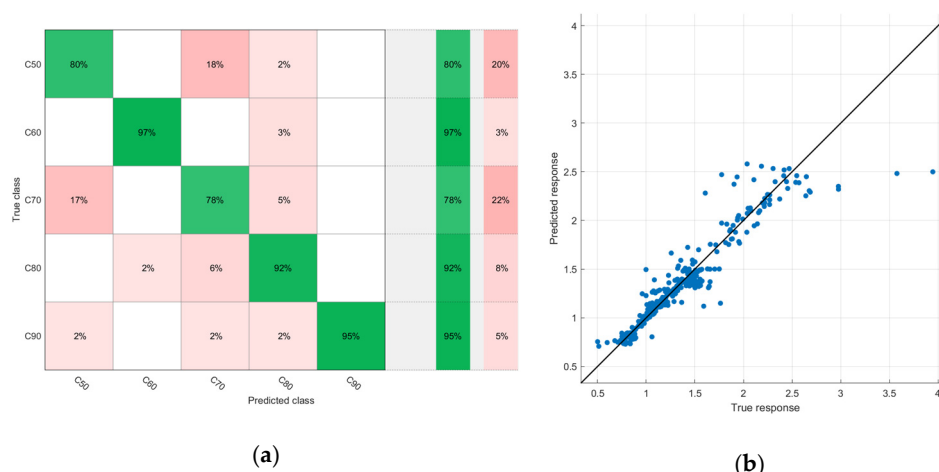 C50 80% 18% 2% 80% 20%
C60 97% 3% 97% 3%
C70 17% 78% 5% 78% 22%
C80 2% 6% 92% 92% 8%
C90 2% 2% 2% 95% 95% 5%
True class
C50 C60 C70 C80 C90
Predicted class
(a)
4
3.5
3
2.5
2
1.5
1
0.5
Predicted response
0.5 1 1.5 2 2.5 3 3.5 4
True response
(b)